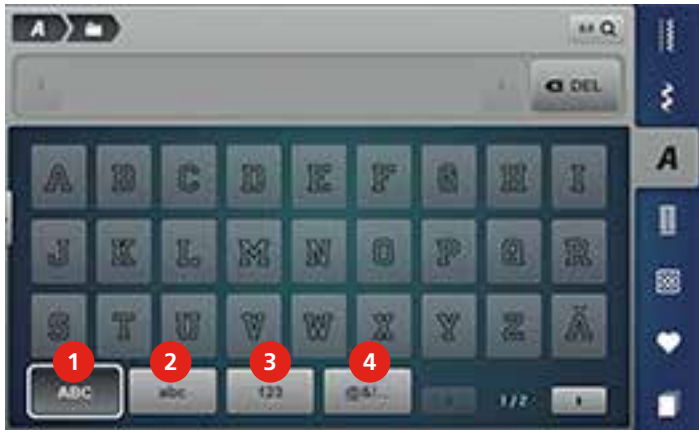 A
DEL
A
A B C D E F G H I
J K L M N O P Q R
S T U V W X Y Z Ä
1 2 3 4
ABC abc 123 @&!... 1/2